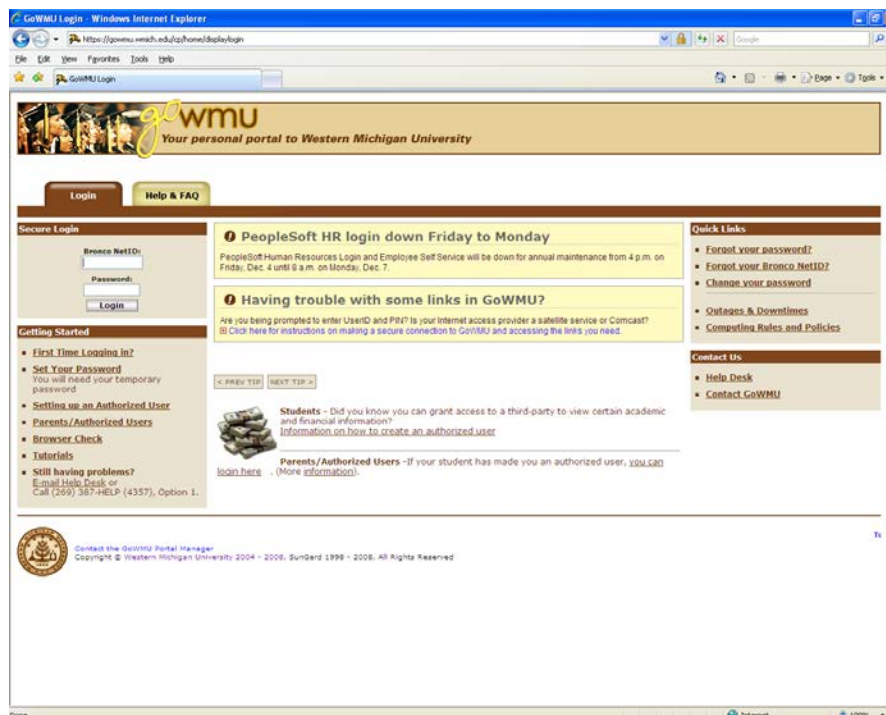 GoWMU Login - Windows Internet Explorer
https://gowmu.wmich.edu/cp/home/displaylogin
Google
File Edit View Favorites Tools Help
GoWMU Login
Page Tools
gowmu
Your personal portal to Western Michigan University
Login
Help & FAQ
Secure Login
Bronco NetID:
Password:
Login
Getting Started
First Time Logging in?
Set Your Password
You will need your temporary
password
Setting up an Authorized User
Parents/Authorized Users
Browser Check
Tutorials
Still having problems?
E-mail Help Desk or
Call (269) 387-HELP (4357), Option 1.
PeopleSoft HR login down Friday to Monday
PeopleSoft Human Resources Login and Employee Self Service will be down for annual maintenance from 4 p.m. on
Friday, Dec. 4 until 8 a.m. on Monday, Dec. 7.
Having trouble with some links in GoWMU?
Are you being prompted to enter UserID and PIN? Is your Internet access provider a satellite service or Comcast?
Click here for instructions on making a secure connection to GoWMU and accessing the links you need.
< PREV TIP NEXT TIP >
Students - Did you know you can grant access to a third-party to view certain academic
and financial information?
Information on how to create an authorized user
Parents/Authorized Users -If your student has made you an authorized user, you can
login here . (More information).
Quick Links
Forgot your password?
Forgot your Bronco NetID?
Change your password
Outages & Downtimes
Computing Rules and Policies
Contact Us
Help Desk
Contact GoWMU
Contact the GoWMU Portal Manager
Copyright © Western Michigan University 2004 - 2008. SunGard 1998 - 2008. All Rights Reserved